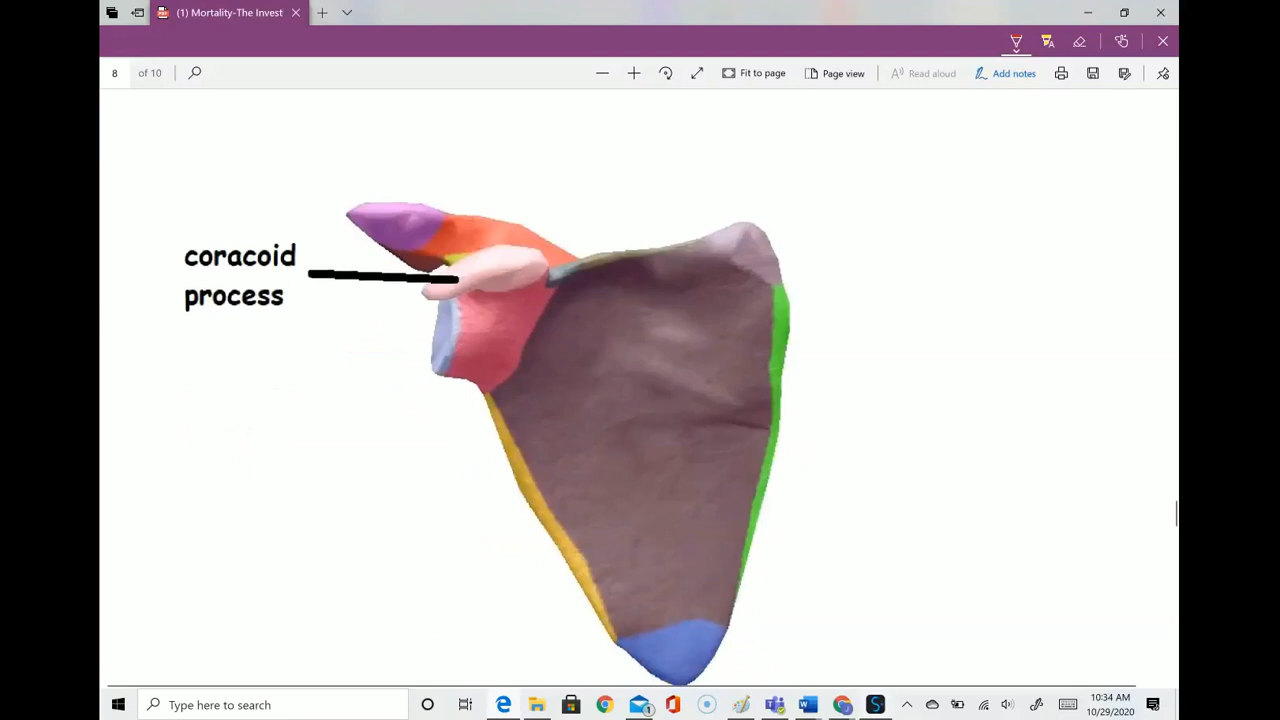 (1) Mortality-The Invest
8 of 10
Fit to page
Page view
Read aloud
Add notes
coracoid
process
Type here to search
1
10:34 AM
10/29/2020